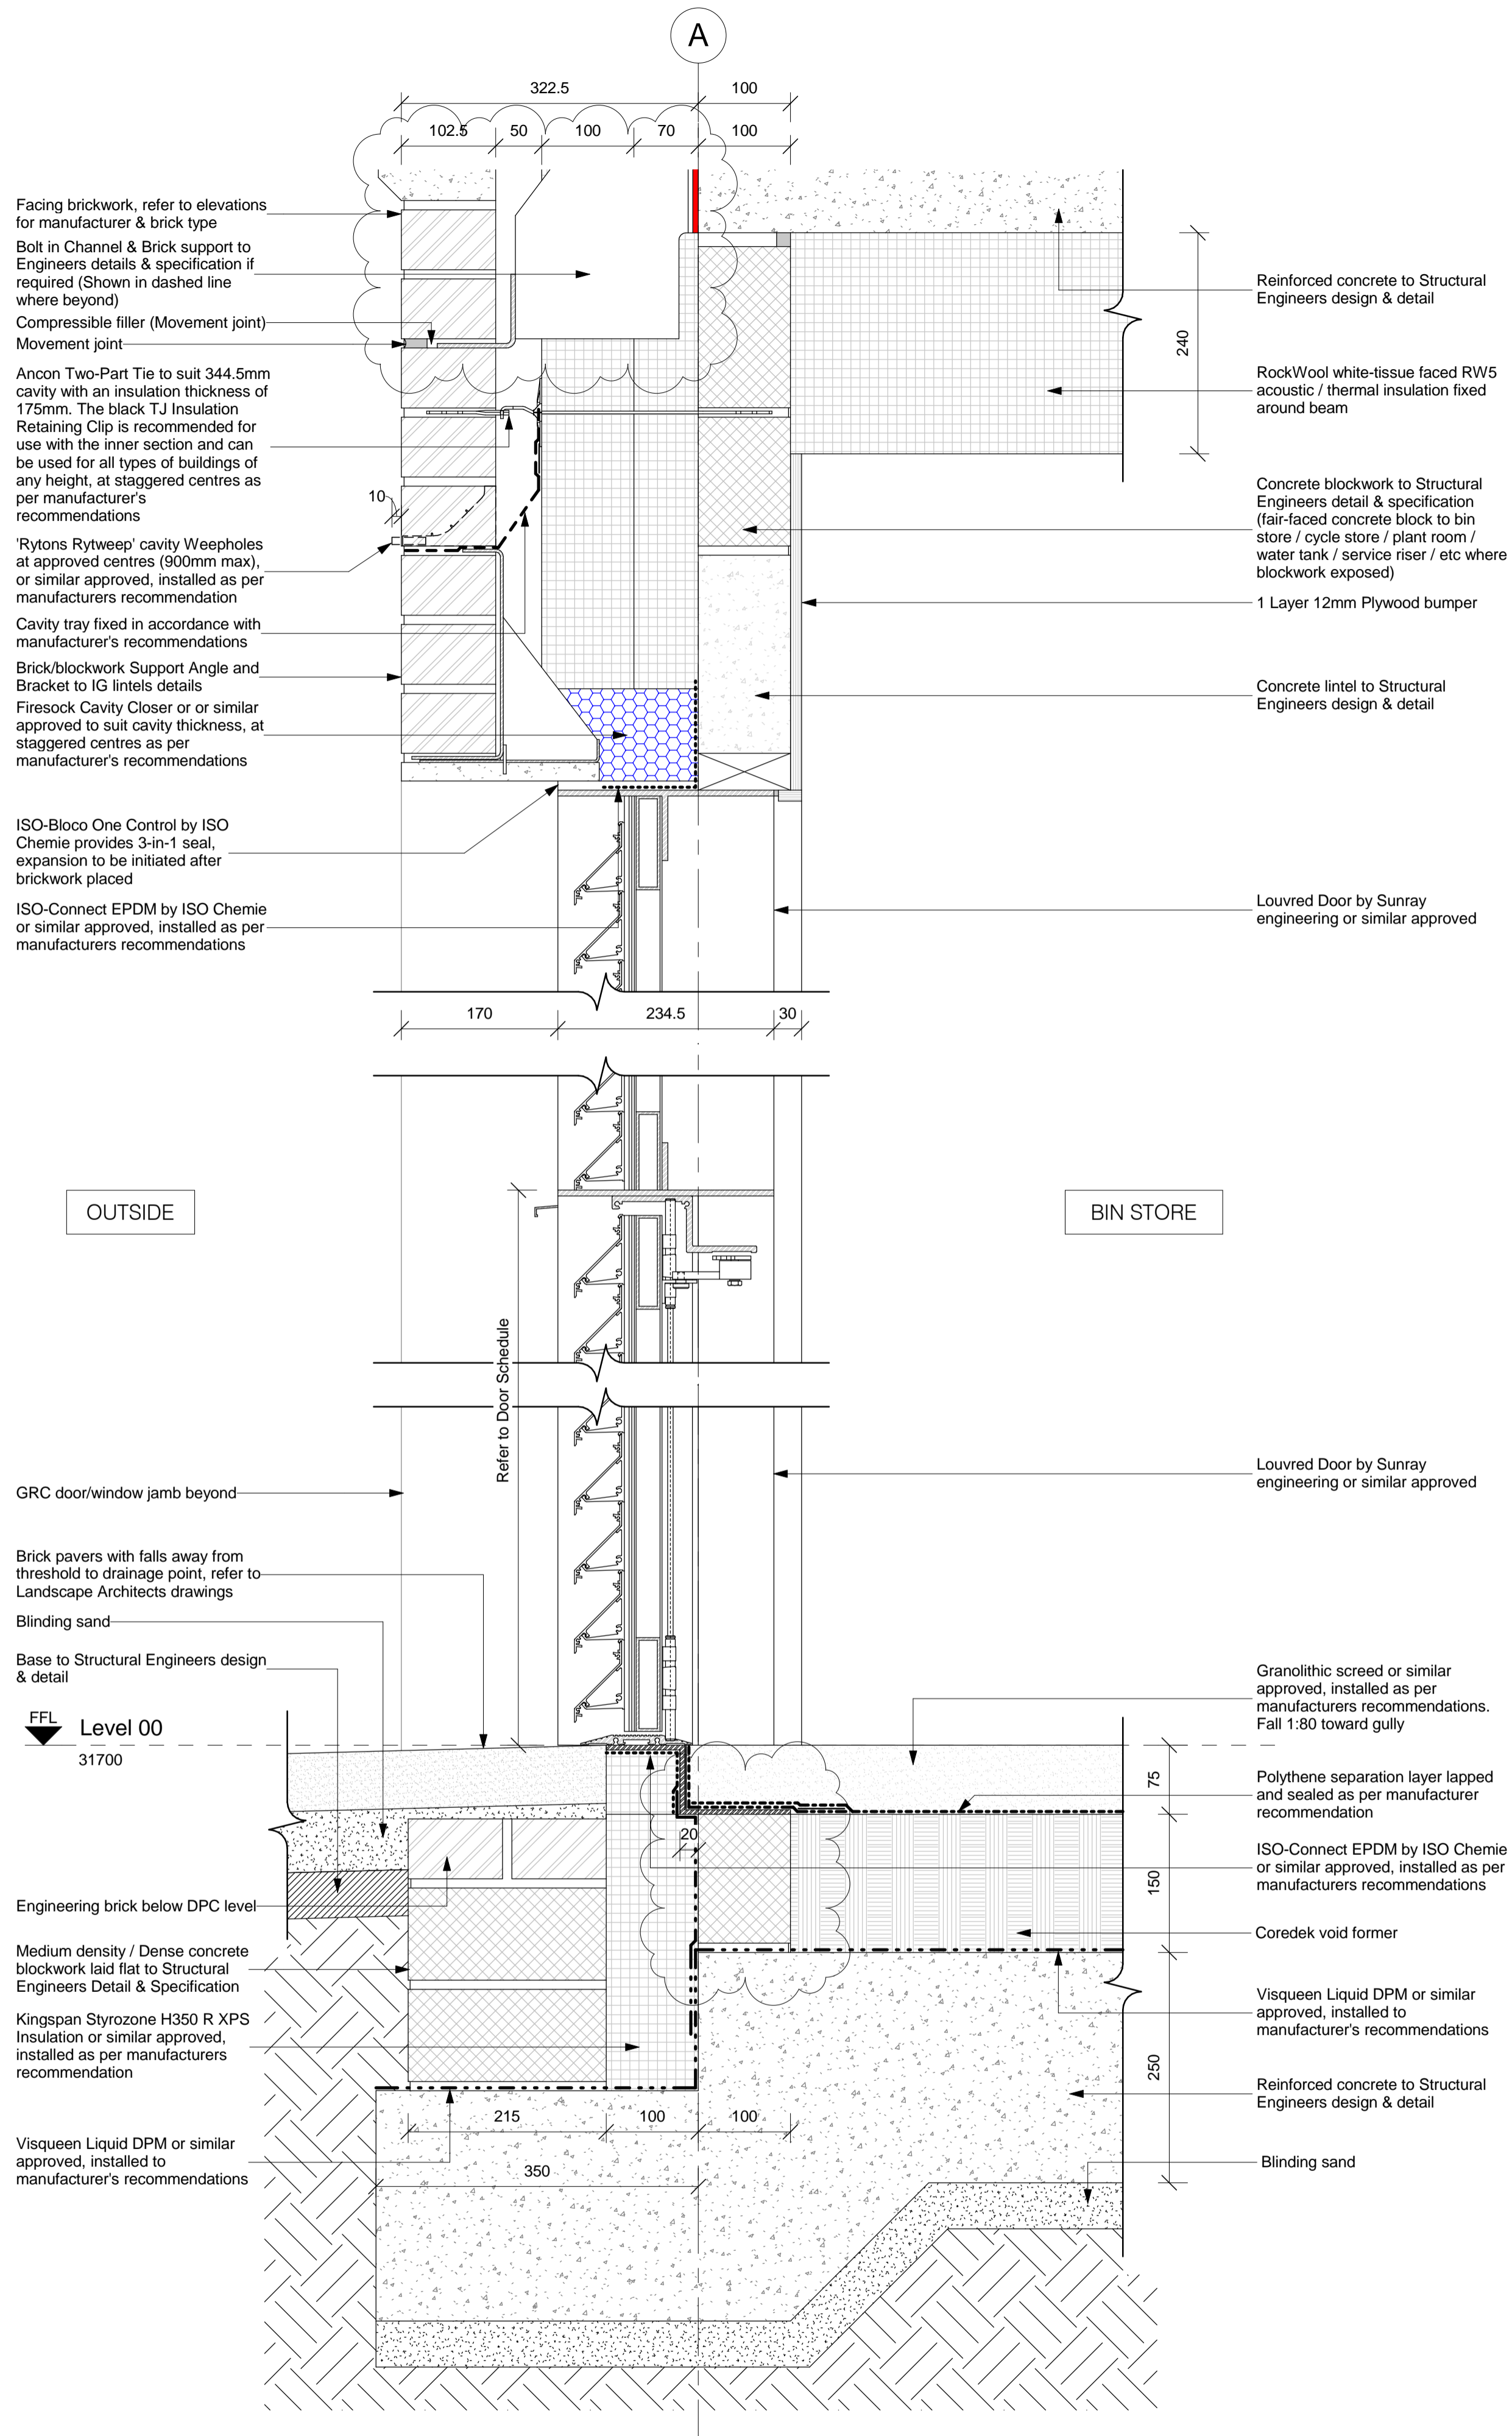 A
322.5
100
102.5
50
100
70
100
Facing brickwork, refer to elevations
for manufacturer & brick type
Bolt in Channel & Brick support to
Engineers details & specification if
required (Shown in dashed line
where beyond)
Compressible filler (Movement joint)
Movement joint
Ancon Two-Part Tie to suit 344.5mm
cavity with an insulation thickness of
175mm. The black TJ Insulation
Retaining Clip is recommended for
use with the inner section and can
be used for all types of buildings of
any height, at staggered centres as
per manufacturer's
recommendations
10
'Rytons Rytweep' cavity Weepholes
at approved centres (900mm max),
or similar approved, installed as per
manufacturers recommendation
Cavity tray fixed in accordance with
manufacturer's recommendations
Brick/blockwork Support Angle and
Bracket to IG lintels details
Firesock Cavity Closer or or similar
approved to suit cavity thickness, at
staggered centres as per
manufacturer's recommendations
ISO-Bloco One Control by ISO
Chemie provides 3-in-1 seal,
expansion to be initiated after
brickwork placed
ISO-Connect EPDM by ISO Chemie
or similar approved, installed as per
manufacturers recommendations
Reinforced concrete to Structural
Engineers design & detail
240
RockWool white-tissue faced RW5
acoustic / thermal insulation fixed
around beam
Concrete blockwork to Structural
Engineers detail & specification
(fair-faced concrete block to bin
store / cycle store / plant room /
water tank / service riser / etc where
blockwork exposed)
1 Layer 12mm Plywood bumper
Concrete lintel to Structural
Engineers design & detail
Louvred Door by Sunray
engineering or similar approved
170
234.5
30
OUTSIDE
BIN STORE
Refer to Door Schedule
GRC door/window jamb beyond
Brick pavers with falls away from
threshold to drainage point, refer to
Landscape Architects drawings
Blinding sand
Base to Structural Engineers design
& detail
FFL
Level 00
31700
Engineering brick below DPC level
Medium density / Dense concrete
blockwork laid flat to Structural
Engineers Detail & Specification
Kingspan Styrozone H350 R XPS
Insulation or similar approved,
installed as per manufacturers
recommendation
Visqueen Liquid DPM or similar
approved, installed to
manufacturer's recommendations
Louvred Door by Sunray
engineering or similar approved
Granolithic screed or similar
approved, installed as per
manufacturers recommendations.
Fall 1:80 toward gully
75
Polythene separation layer lapped
and sealed as per manufacturer
recommendation
20
ISO-Connect EPDM by ISO Chemie
or similar approved, installed as per
manufacturers recommendations
150
Coredek void former
Visqueen Liquid DPM or similar
approved, installed to
manufacturer's recommendations
250
Reinforced concrete to Structural
Engineers design & detail
Blinding sand
215
100
100
350